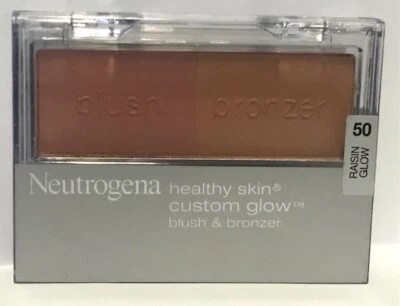 blush bronzer
50
RAISIN
GLOW
Neutrogena healthy skin®
custom glow™
blush & bronzer